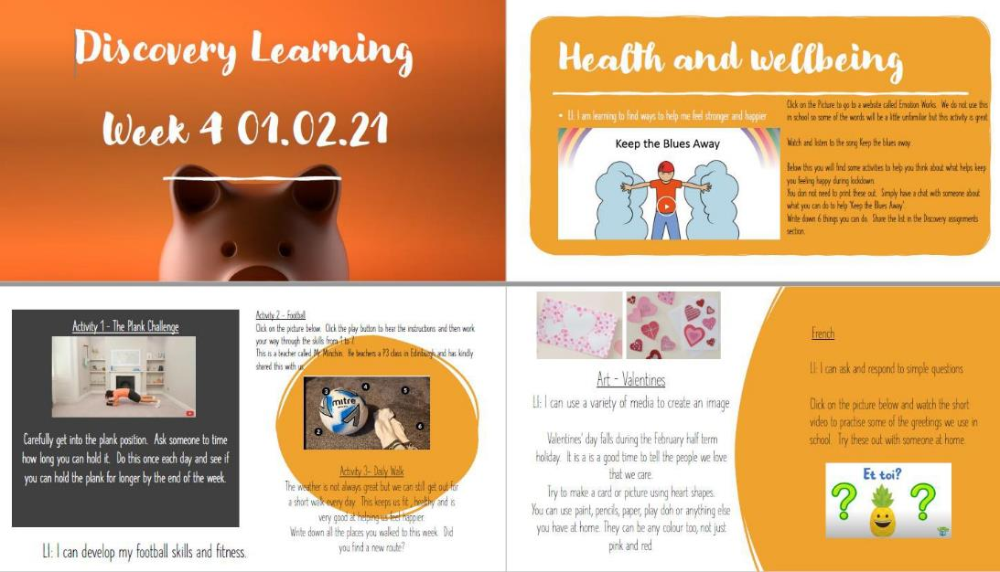 Discovery Learning
Week 4 01.02.21
Health and wellbeing
• LI: I am learning to find ways to help me feel stronger and happier
Keep the Blues Away
Click on the Picture to go to a website called Emotion Works. We do not use this
in school so some of the words will be a little unfamiliar but this activity is great.
Watch and listen to the song Keep the blues away.
Below this you will find some activities to help you think about what helps keep
you feeling happy during lockdown.
You don not need to print these out. Simply have a chat with someone about
what you can do to help 'Keep the Blues Away'
Write down 6 things you can do. Share the list in the Discovery assignments
section.
Activity 1 - The Plank Challenge
Carefully get into the plank position. Ask someone to time
how long you can hold it. Do this once each day and see if
you can hold the plank for longer by the end of the week.
LI: I can develop my football skills and fitness.
Activity 2 - Football
Click on the picture below. Click the play button to hear the instructions and then work
your way through the skills from 1 to 7.
This is a teacher called Mr Minchin. He teachers a P3 class in Edinburgh and has kindly
shared this with us.
mitre
2
3
4
5
6
Activity 3- Daily Walk
The weather is not always great but we can still get out for
a short walk every day. This keeps us fit , healthy and is
very good at helping us feel happier.
Write down all the places you walked to this week. Did
you find a new route?
Art - Valentines
LI: I can use a variety of media to create an image
Valentines' day falls during the february half term
holiday. It is a is a good time to tell the people we love
that we care.
Try to make a card or picture using heart shapes.
You can use paint, pencils, paper, play doh or anything else
you have at home. They can be any colour too, not just
pink and red
French
LI: I can ask and respond to simple questions
Click on the picture below and watch the short
video to practise some of the greetings we use in
school. Try these out with someone at home.
Et toi?